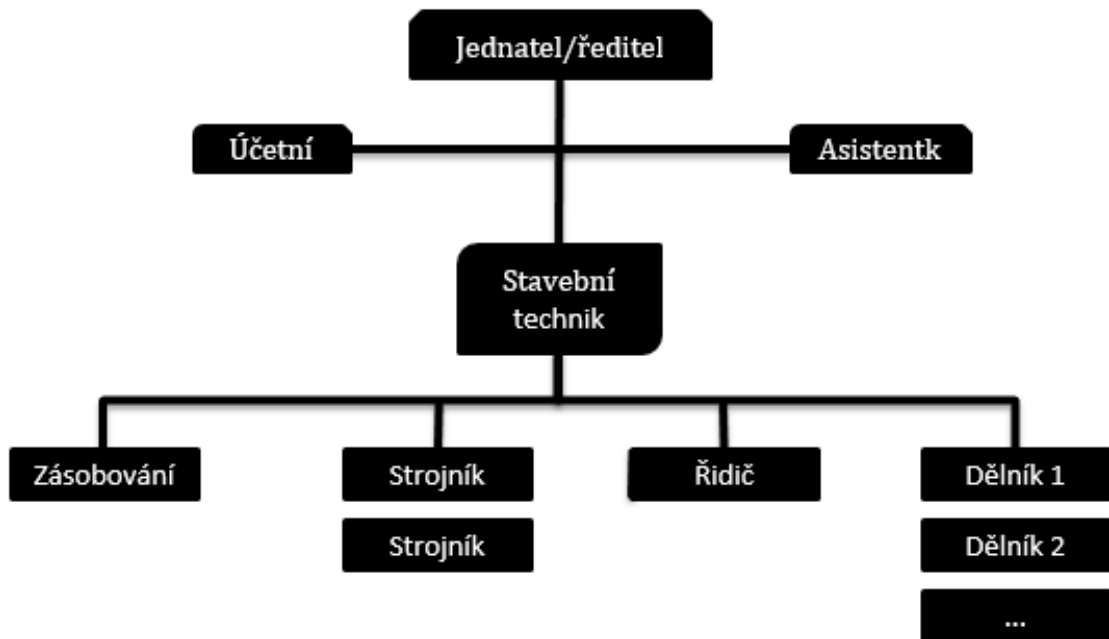 Jednatel/ředitel
Účetní
Asistentk
Stavební
technik
Zásobování
Strojník
Řidič
Dělník 1
Strojník
Dělník 2
...